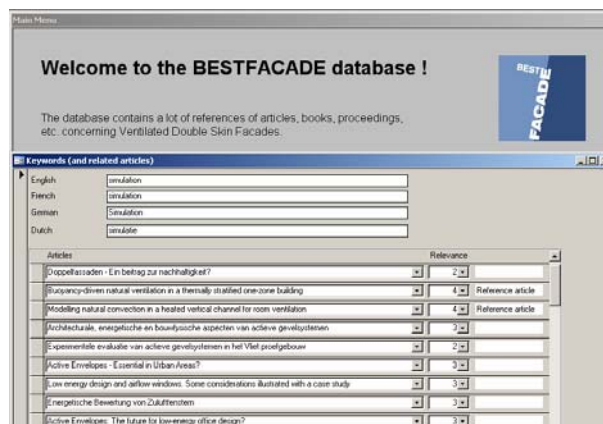 Main Menu
Welcome to the BESTFACADE database !
BEST
FACADE
The database contains a lot of references of articles, books, proceedings,
etc. concerning Ventilated Double Skin Facades.
Keywords (and related articles)
English simulation
French simulation
German Simulation
Dutch simulatie
Articles Relevance
Doppelfassaden - Ein beitrag zur nachhaltigkeit? 2
Buoyancy-driven natural ventilation in a thermally stratified one-zone building 4 Reference article
Modelling natural convection in a heated vertical channel for room ventilation 4 Reference article
Architecturale, energetische en bouwfysische aspecten van actieve gevelsystemen 3
Experimentele evaluatie van actieve gevelsystemen in het Vliet proefgebouw 2
Active Envelopes - Essential in Urban Areas? 3
Low energy design and airflow windows. Some considerations illustrated with a case study 3
Energetische Bewertung von Zuluftfenstern 3
Active Envelopes: The future for low-energy office design? 3